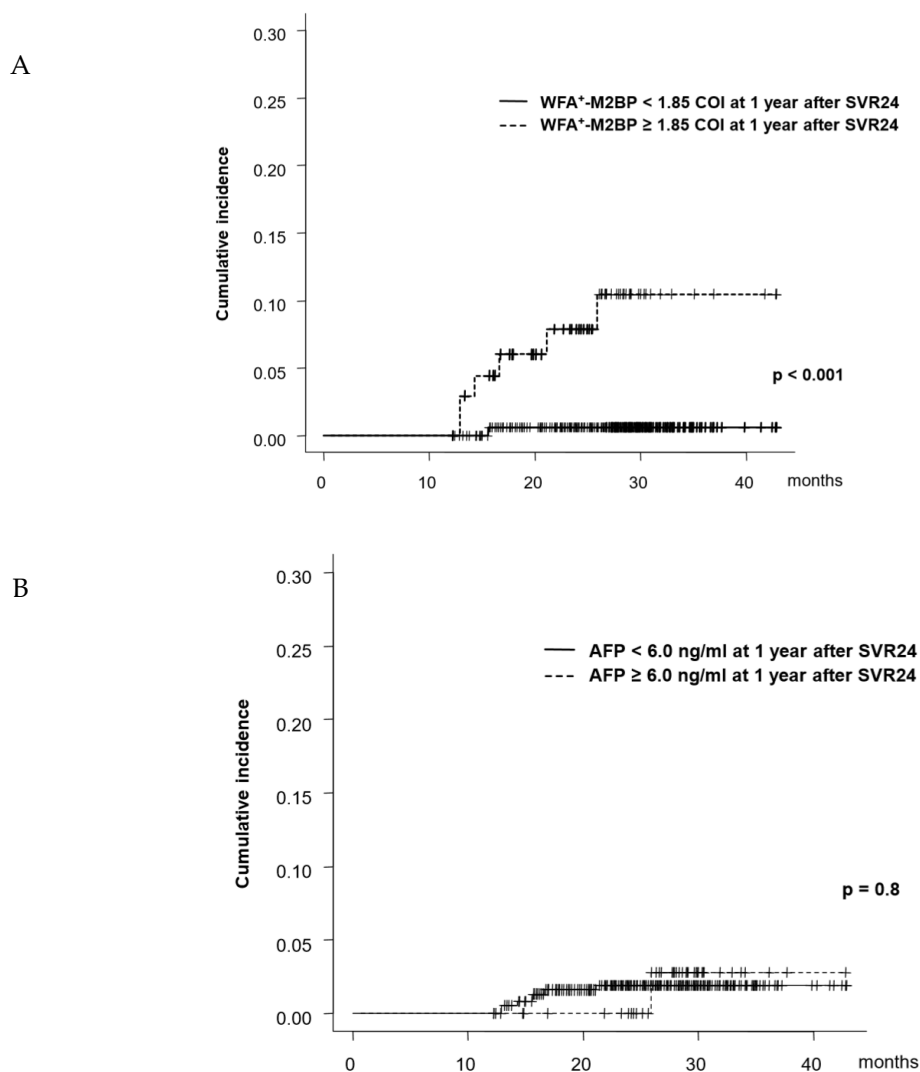 A
0.30
WFA+-M2BP < 1.85 COI at 1 year after SVR24
0.25
WFA+-M2BP ≥ 1.85 COI at 1 year after SVR24
0.20
Cumulative incidence
0.15
0.10
p < 0.001
0.05
0.00
0 10 20 30 40 months
B
0.30
AFP < 6.0 ng/ml at 1 year after SVR24
0.25
AFP ≥ 6.0 ng/ml at 1 year after SVR24
0.20
Cumulative incidence
0.15
0.10
p = 0.8
0.05
0.00
0 10 20 30 40 months